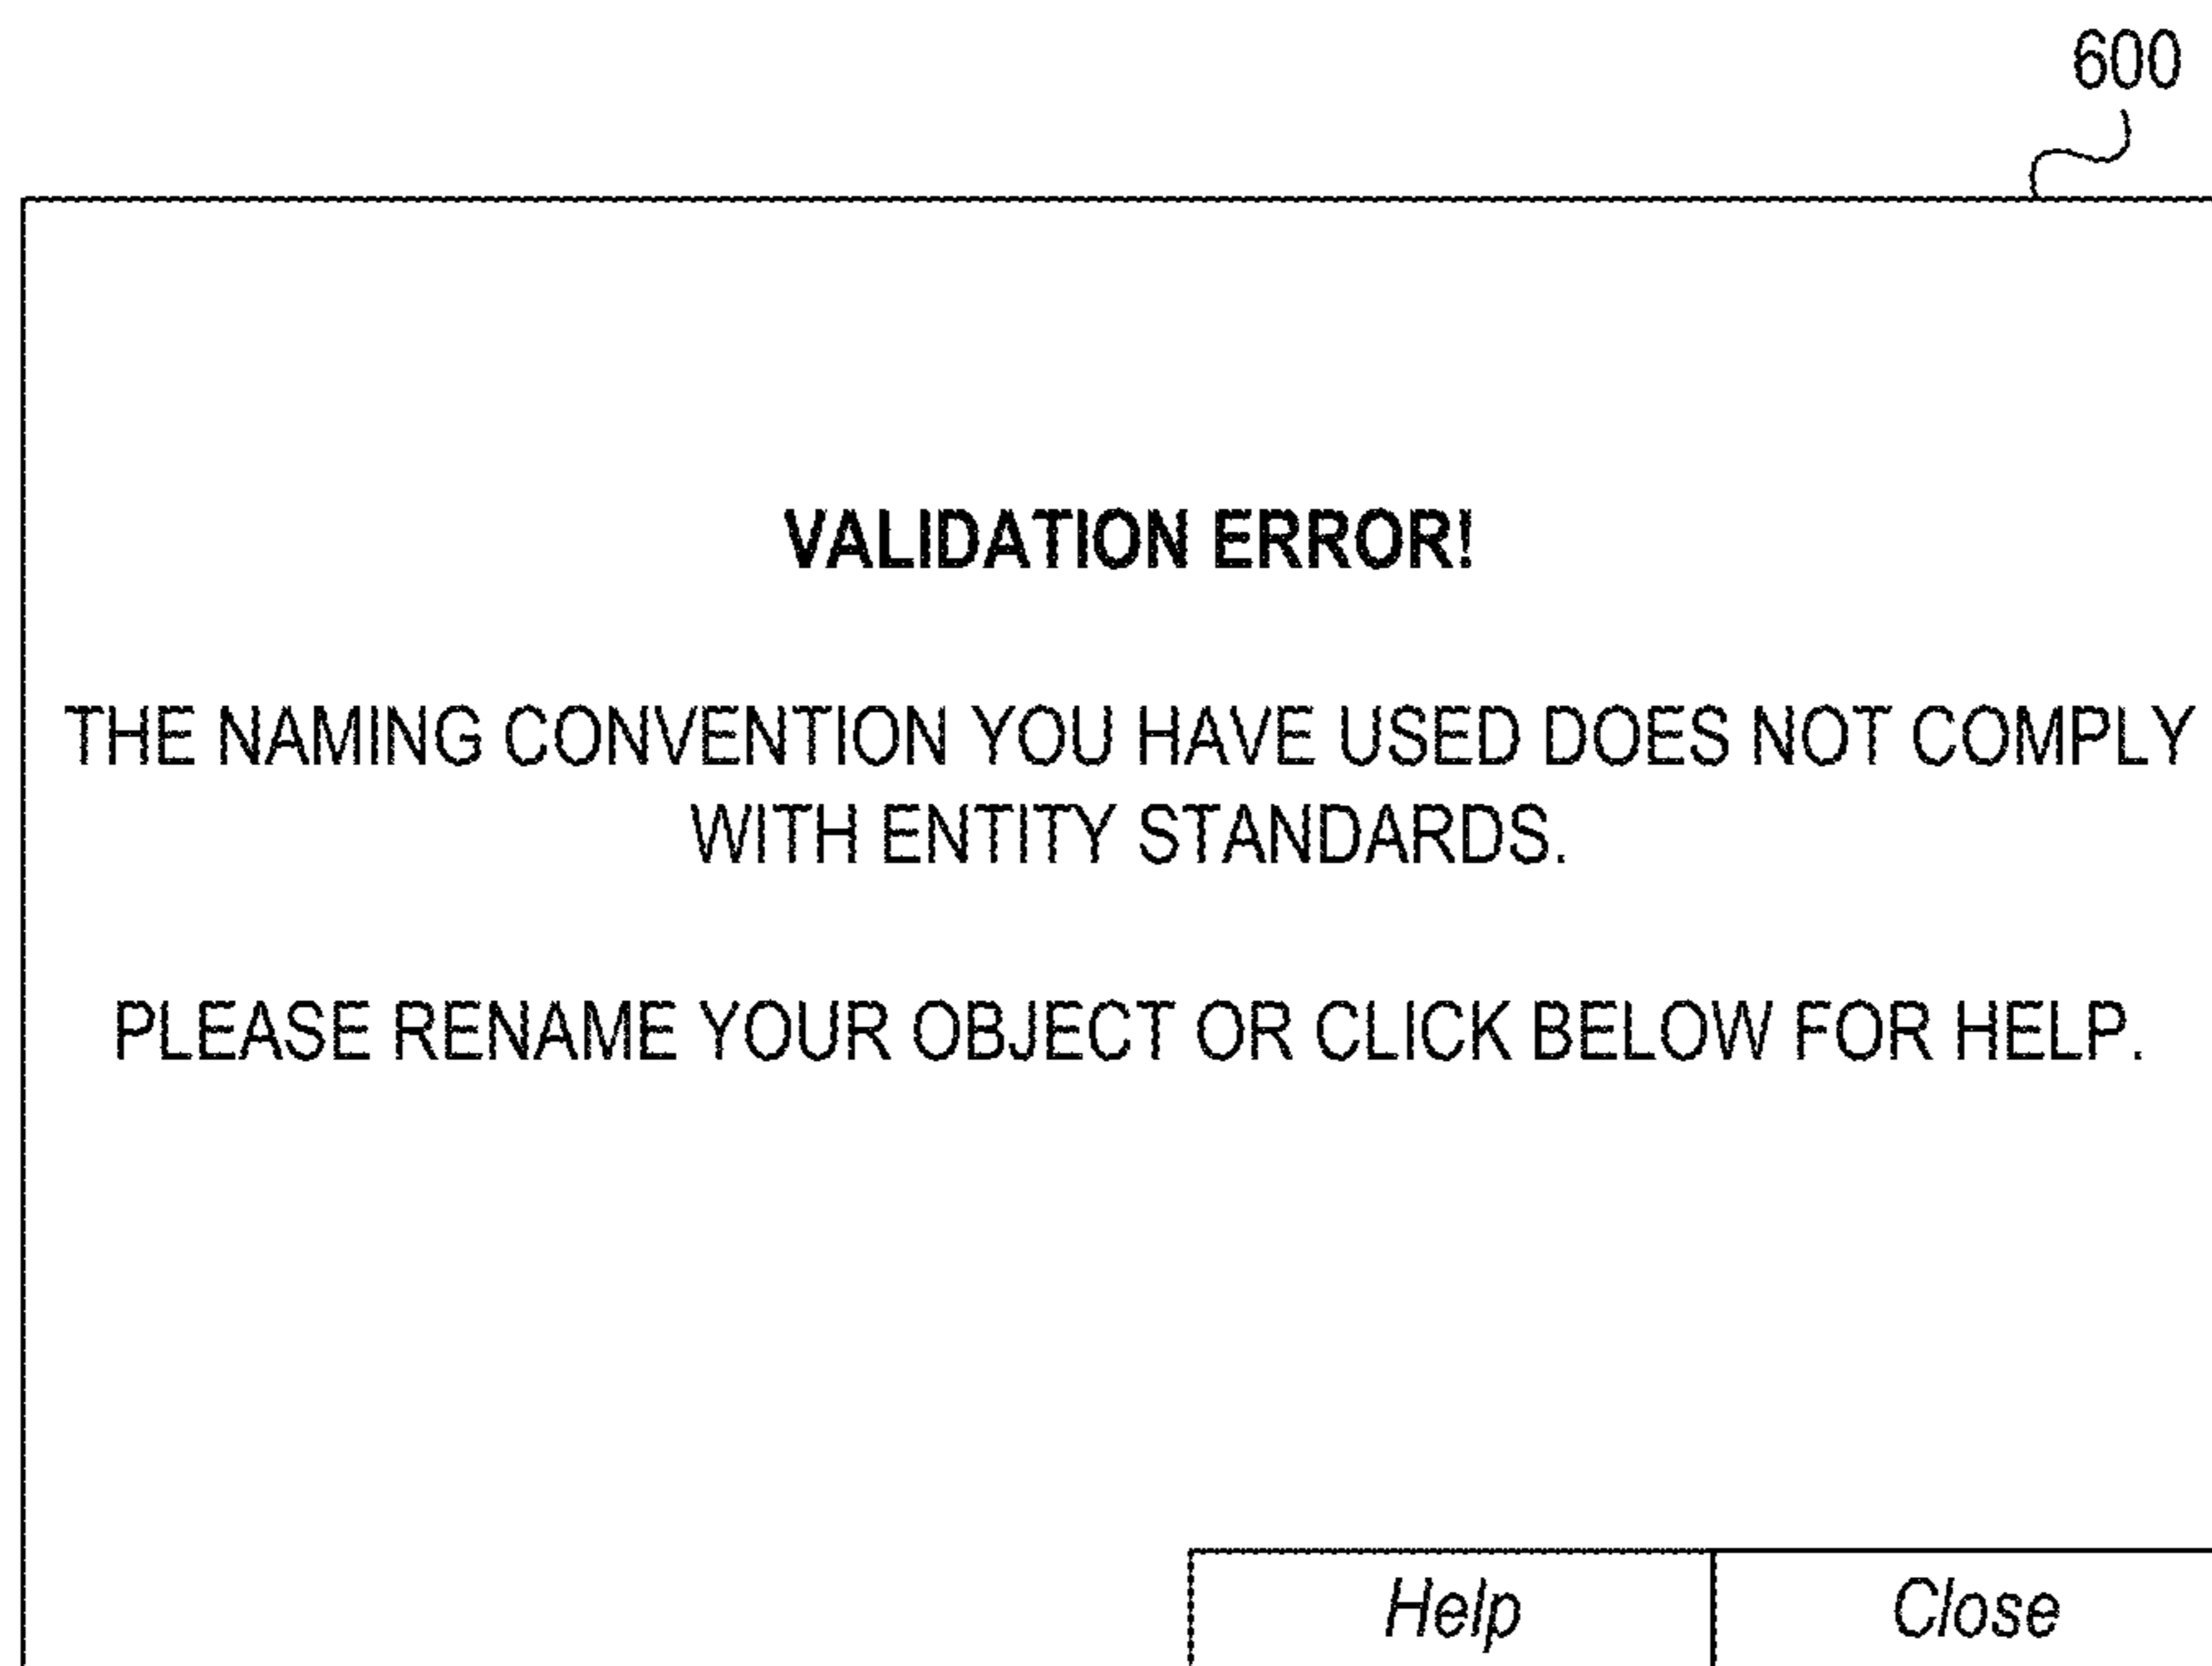 600
VALIDATION ERROR!
THE NAMING CONVENTION YOU HAVE USED DOES NOT COMPLY
WITH ENTITY STANDARDS.
PLEASE RENAME YOUR OBJECT OR CLICK BELOW FOR HELP.
Help Close